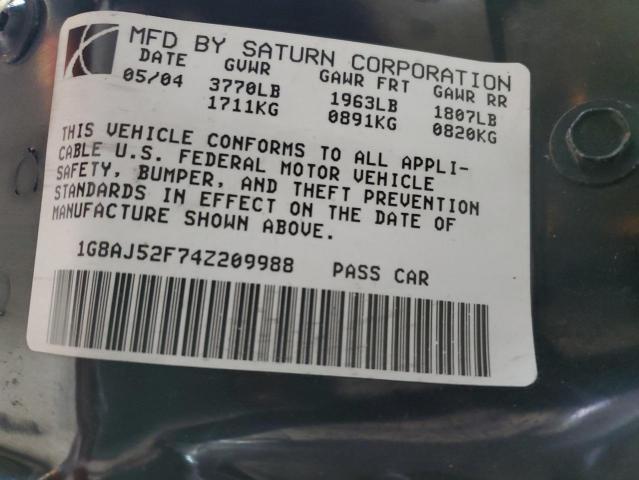 MFD BY SATURN CORPORATION
DATE GVWR GAWR FRT GAWR RR
05/04 3770LB 1963LB 1807LB
1711KG 0891KG 0820KG
THIS VEHICLE CONFORMS TO ALL APPLI-
CABLE U.S. FEDERAL MOTOR VEHICLE
SAFETY, BUMPER, AND THEFT PREVENTION
STANDARDS IN EFFECT ON THE DATE OF
MANUFACTURE SHOWN ABOVE.
1G8AJ52F74Z209988 PASS CAR